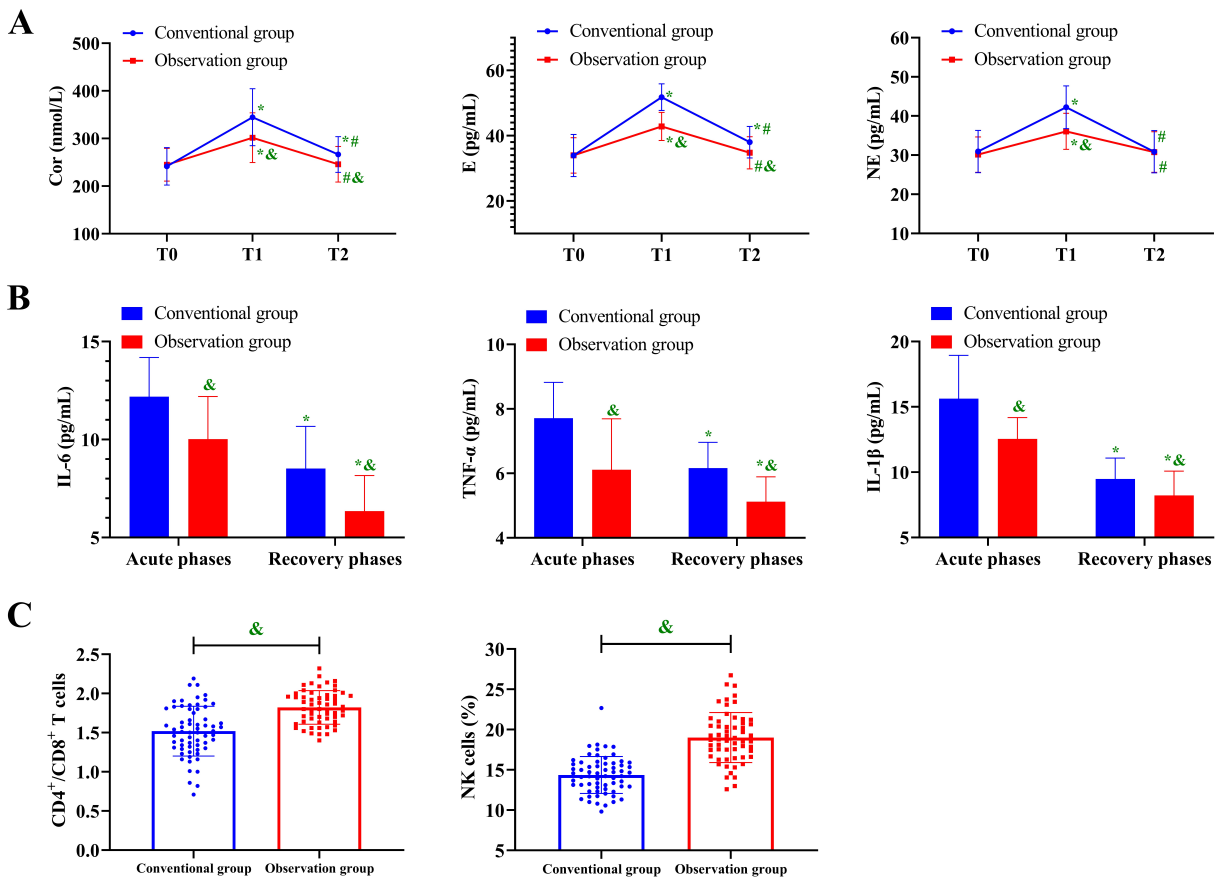 A
Conventional group
Observation group
Cor (nmol/L)
500
400
300
200
100
*
*&
*#
#&
T0 T1 T2
Conventional group
Observation group
E (pg/mL)
60
40
20
*
*&
*#
#&
T0 T1 T2
Conventional group
Observation group
NE (pg/mL)
60
50
40
30
20
10
*
*&
#
#
T0 T1 T2
B
Conventional group
Observation group
IL-6 (pg/mL)
15
10
5
&
*
*&
Acute phases Recovery phases
Conventional group
Observation group
TNF-α (pg/mL)
10
8
6
4
&
*
*&
Acute phases Recovery phases
Conventional group
Observation group
IL-1β (pg/mL)
20
15
10
5
&
*
*&
Acute phases Recovery phases
C
&
CD4⁺/CD8⁺ T cells
2.5
2.0
1.5
1.0
0.5
0.0
Conventional group Observation group
&
NK cells (%)
30
25
20
15
10
5
Conventional group Observation group